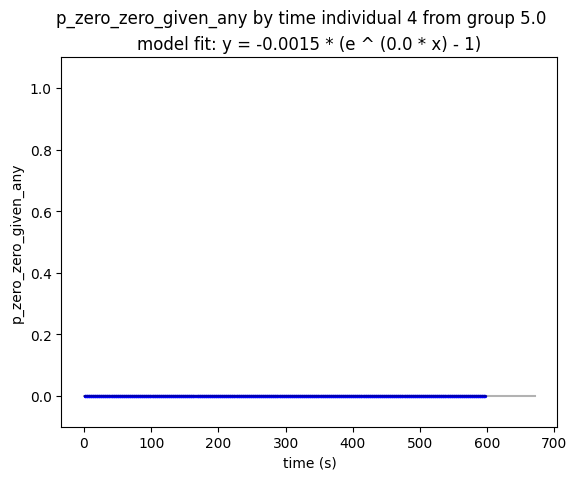 p_zero_zero_given_any by time individual 4 from group 5.0
model fit: y = -0.0015 * (e ^ (0.0 * x) - 1)
1.0
0.8
0.6
0.4
0.2
0.0
p_zero_zero_given_any
0 100 200 300 400 500 600 700
time (s)